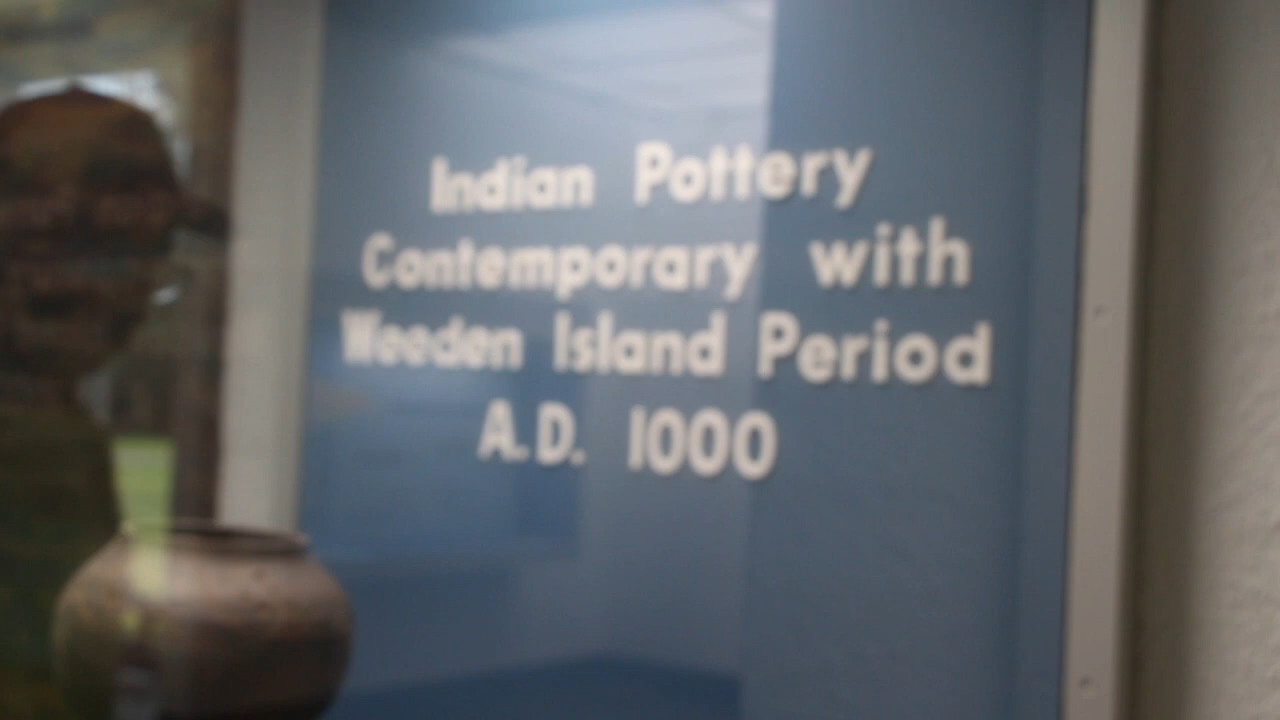 Indian Pottery
Contemporary with
Weeden Island Period
A.D. 1000